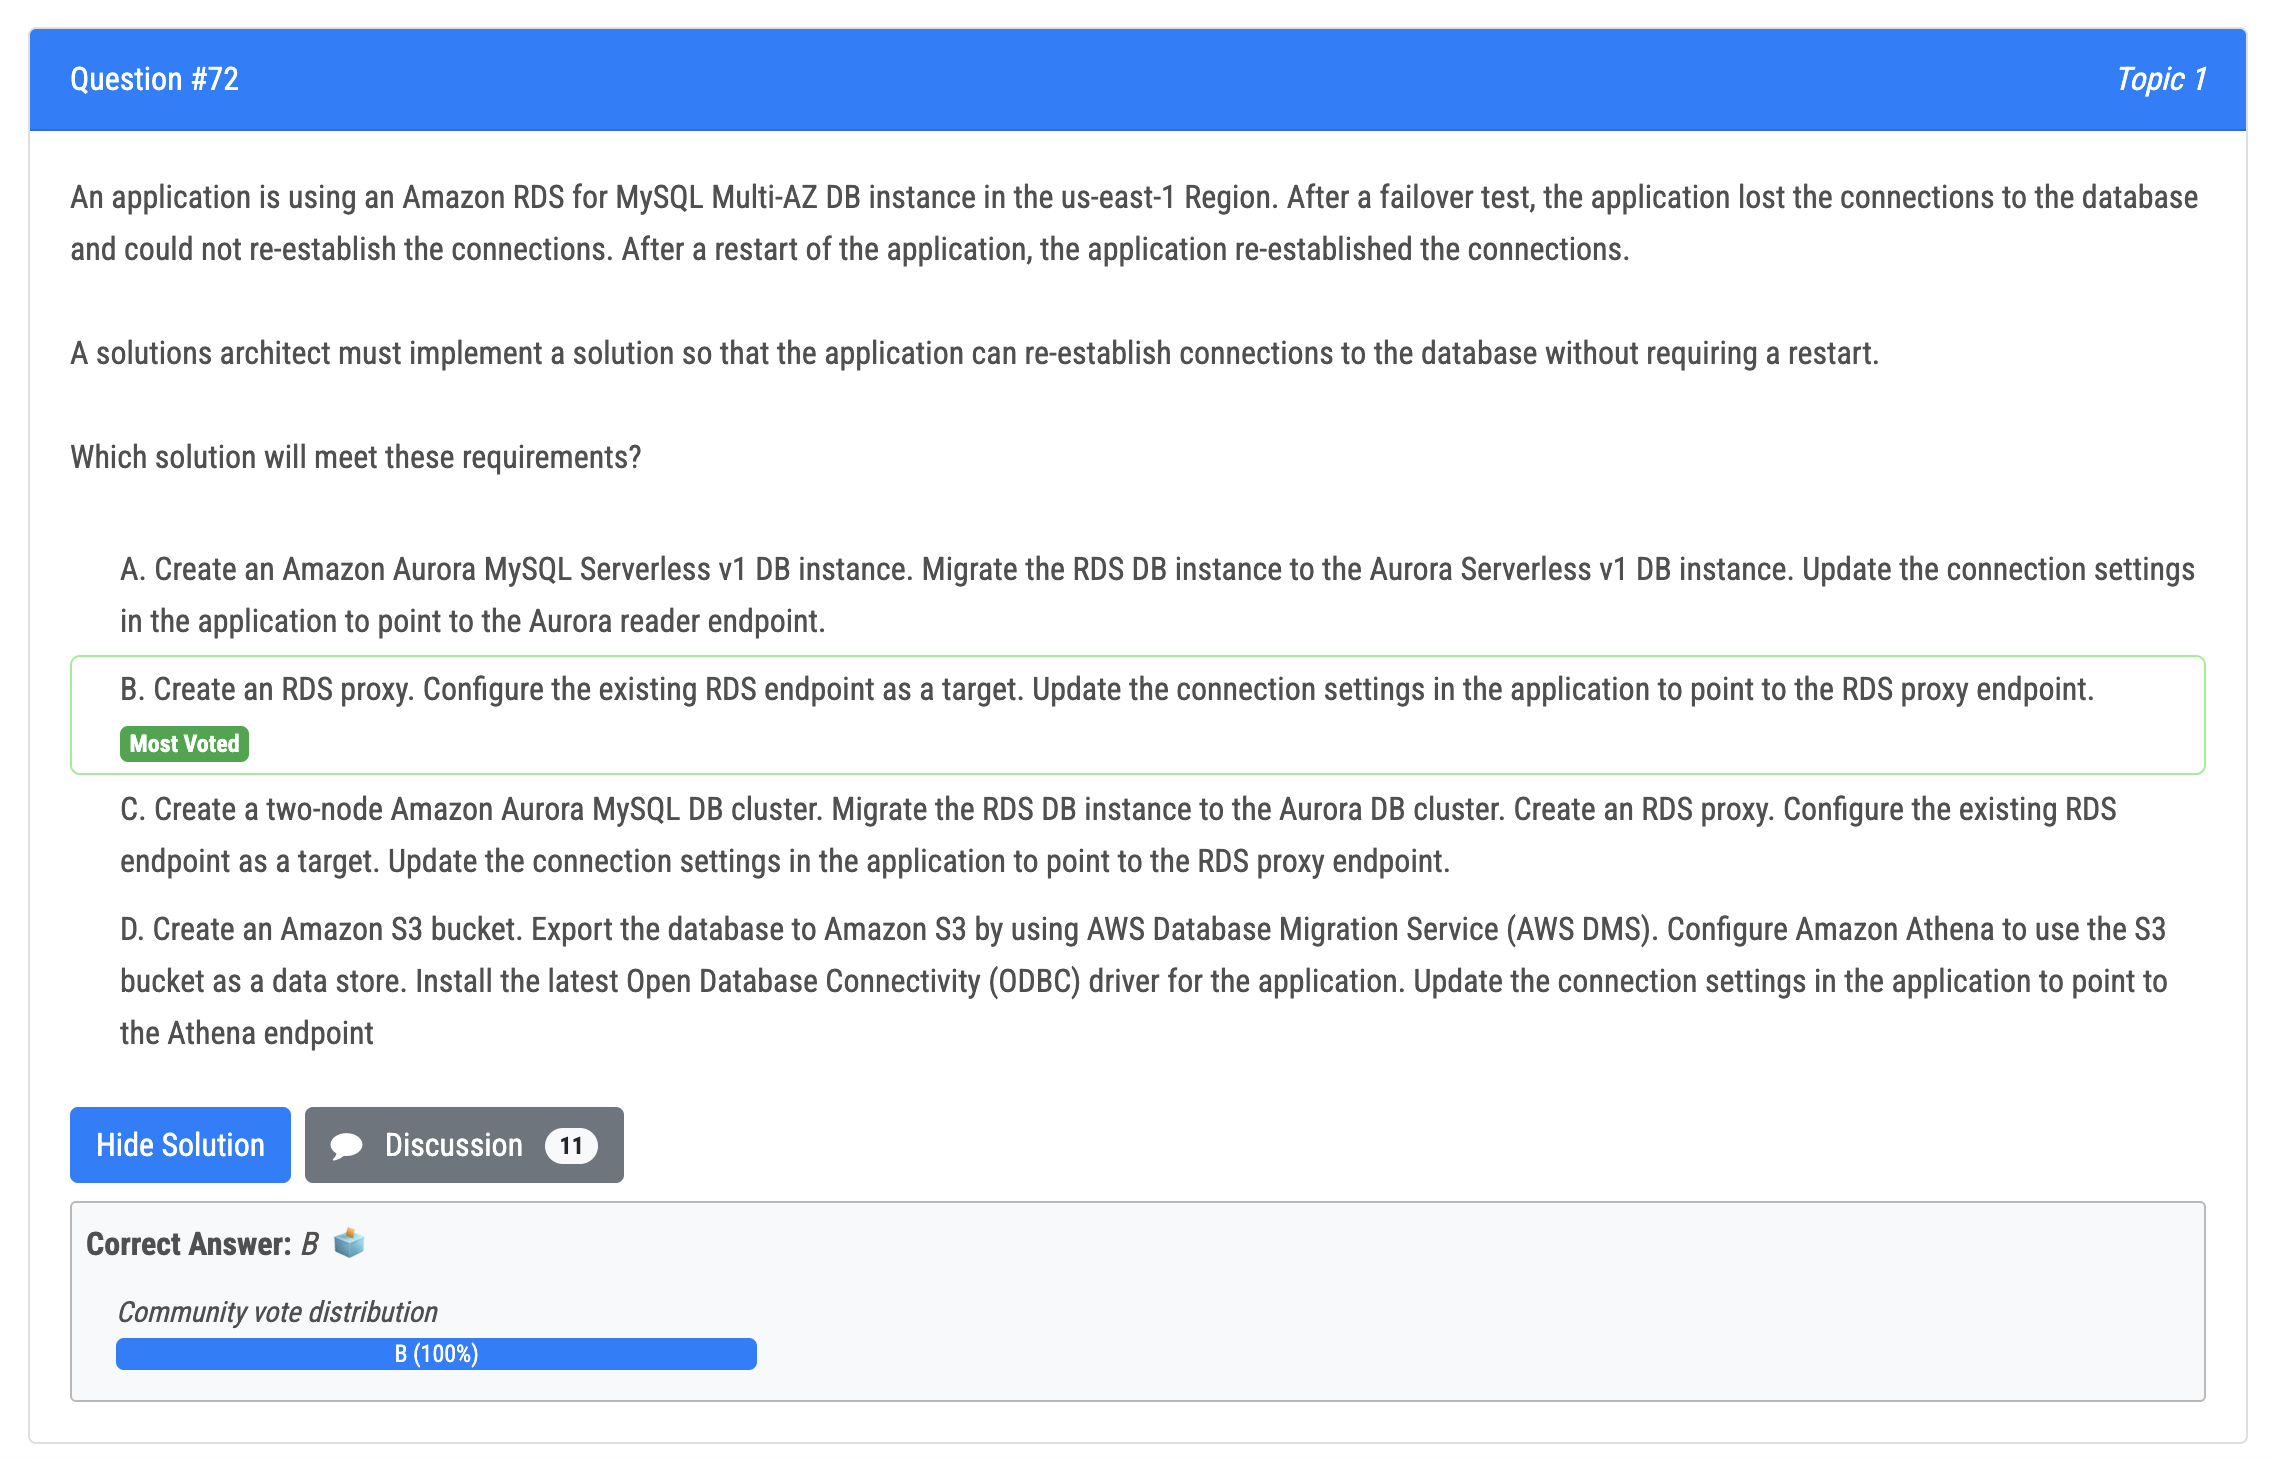 Question #72
Topic 1
An application is using an Amazon RDS for MySQL Multi-AZ DB instance in the us-east-1 Region. After a failover test, the application lost the connections to the database
and could not re-establish the connections. After a restart of the application, the application re-established the connections.
A solutions architect must implement a solution so that the application can re-establish connections to the database without requiring a restart.
Which solution will meet these requirements?
A. Create an Amazon Aurora MySQL Serverless v1 DB instance. Migrate the RDS DB instance to the Aurora Serverless v1 DB instance. Update the connection settings
in the application to point to the Aurora reader endpoint.
B. Create an RDS proxy. Configure the existing RDS endpoint as a target. Update the connection settings in the application to point to the RDS proxy endpoint.
Most Voted
C. Create a two-node Amazon Aurora MySQL DB cluster. Migrate the RDS DB instance to the Aurora DB cluster. Create an RDS proxy. Configure the existing RDS
endpoint as a target. Update the connection settings in the application to point to the RDS proxy endpoint.
D. Create an Amazon S3 bucket. Export the database to Amazon S3 by using AWS Database Migration Service (AWS DMS). Configure Amazon Athena to use the S3
bucket as a data store. Install the latest Open Database Connectivity (ODBC) driver for the application. Update the connection settings in the application to point to
the Athena endpoint
Hide Solution
Discussion 11
Correct Answer: B
Community vote distribution
B (100%)